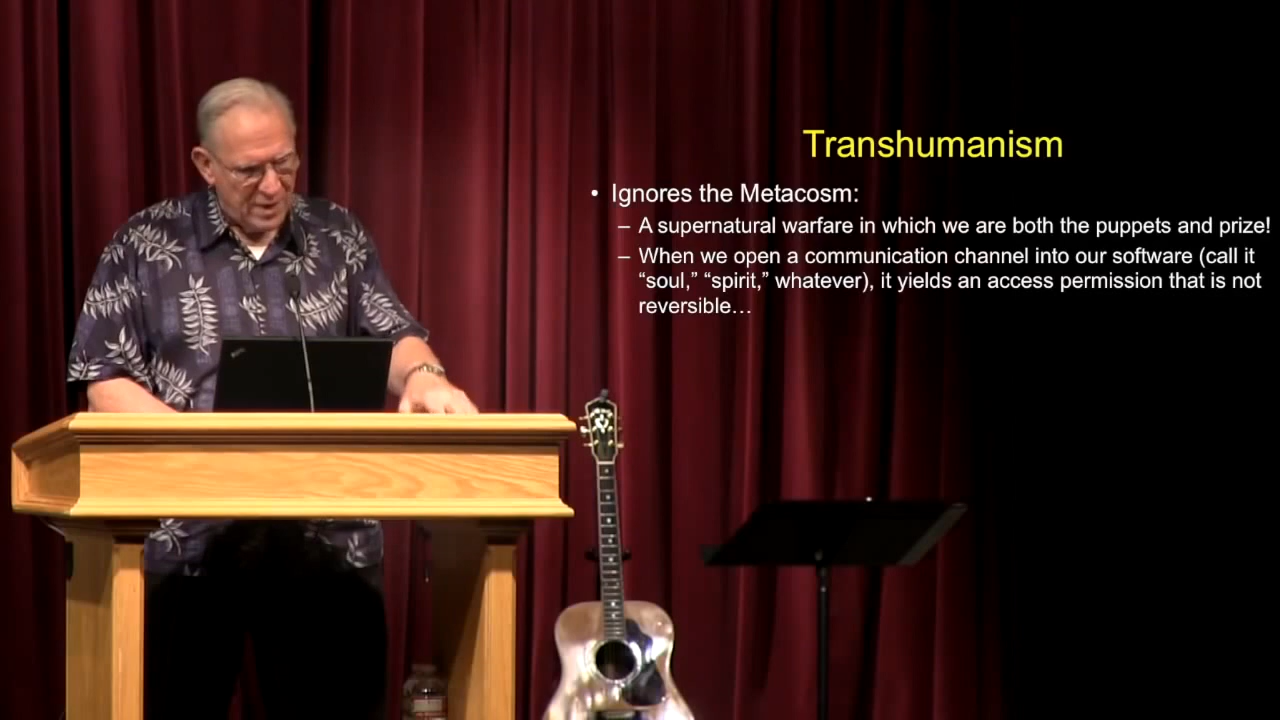 Transhumanism
• Ignores the Metacosm:
– A supernatural warfare in which we are both the puppets and prize!
– When we open a communication channel into our software (call it
“soul,” “spirit,” whatever), it yields an access permission that is not
reversible…